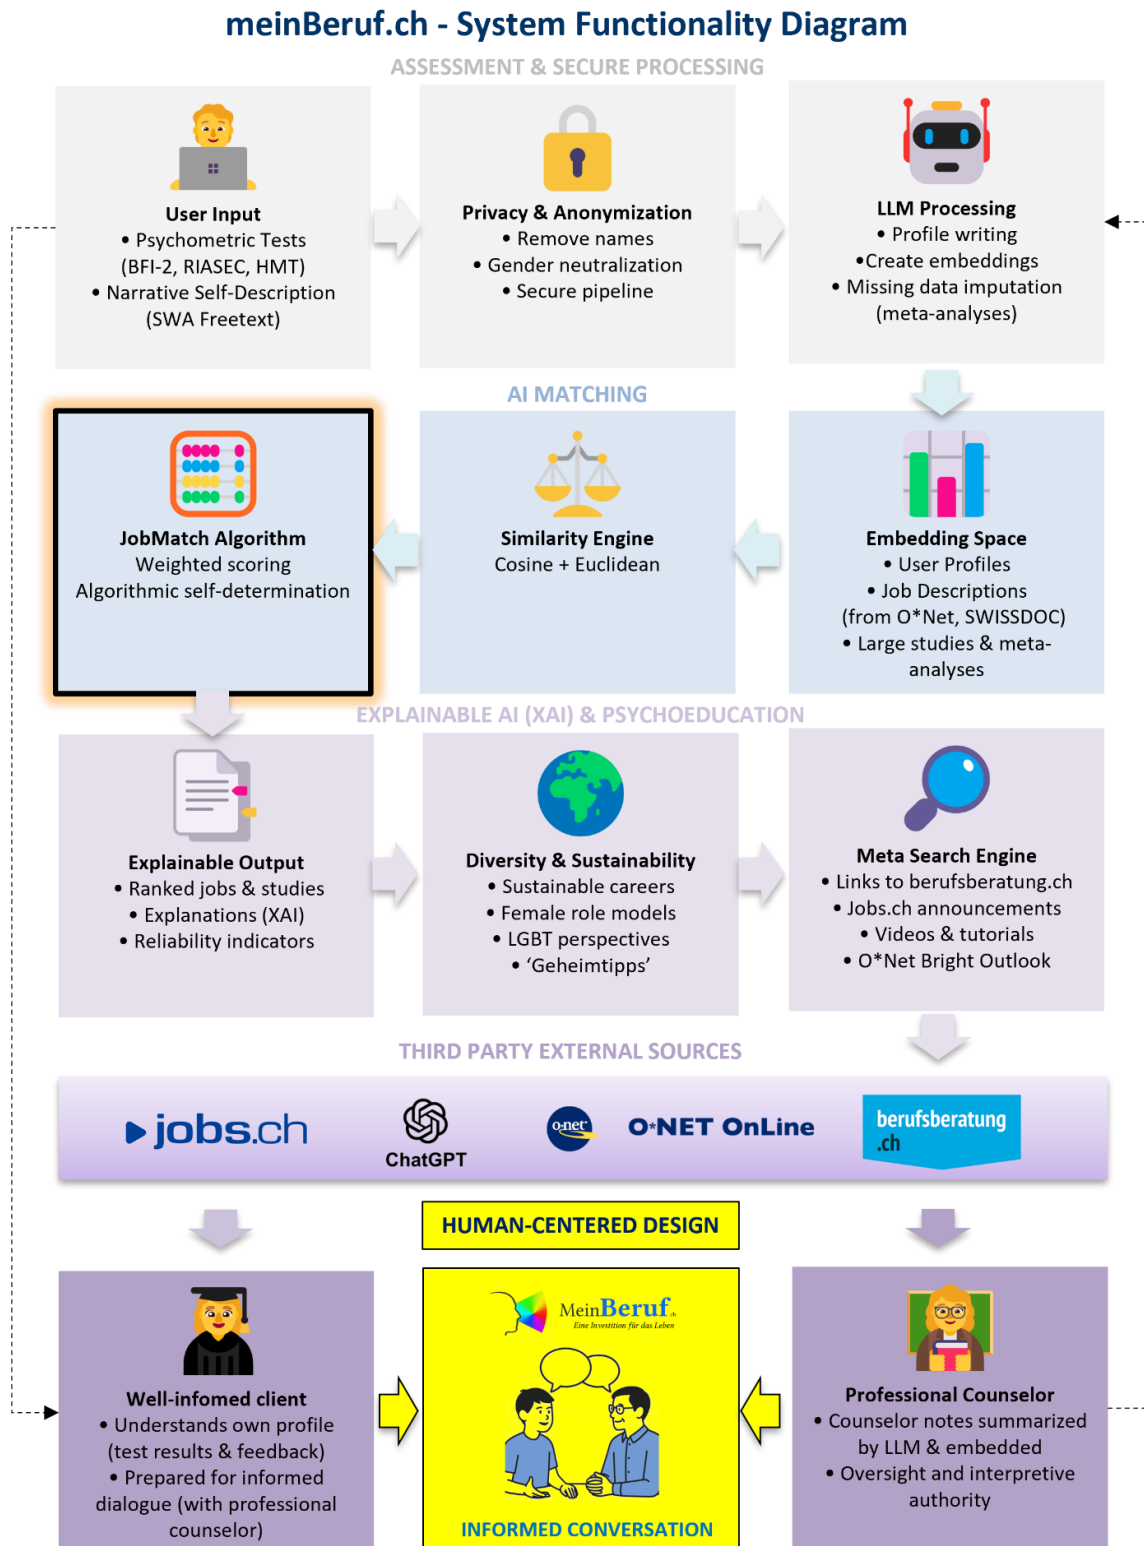 meinBeruf.ch - System Functionality Diagram
ASSESSMENT & SECURE PROCESSING
User Input
• Psychometric Tests
(BFI-2, RIASEC, HMT)
• Narrative Self-Description
(SWA Freetext)
Privacy & Anonymization
• Remove names
• Gender neutralization
• Secure pipeline
LLM Processing
• Profile writing
•Create embeddings
• Missing data imputation
(meta-analyses)
AI MATCHING
JobMatch Algorithm
Weighted scoring
Algorithmic self-determination
Similarity Engine
Cosine + Euclidean
Embedding Space
• User Profiles
• Job Descriptions
(from O*Net, SWISSDOC)
• Large studies & meta-
analyses
EXPLAINABLE AI (XAI) & PSYCHOEDUCATION
Explainable Output
• Ranked jobs & studies
• Explanations (XAI)
• Reliability indicators
Diversity & Sustainability
• Sustainable careers
• Female role models
• LGBT perspectives
• ‘Geheimtipps’
Meta Search Engine
• Links to berufsberatung.ch
• Jobs.ch announcements
• Videos & tutorials
• O*Net Bright Outlook
THIRD PARTY EXTERNAL SOURCES
jobs.ch
ChatGPT
o*net
O*NET OnLine
berufsberatung
.ch
HUMAN-CENTERED DESIGN
Well-infomed client
• Understands own profile
(test results & feedback)
• Prepared for informed
dialogue (with professional
counselor)
MeinBeruf.ch
Eine Investition für das Leben
INFORMED CONVERSATION
Professional Counselor
• Counselor notes summarized
by LLM & embedded
• Oversight and interpretive
authority